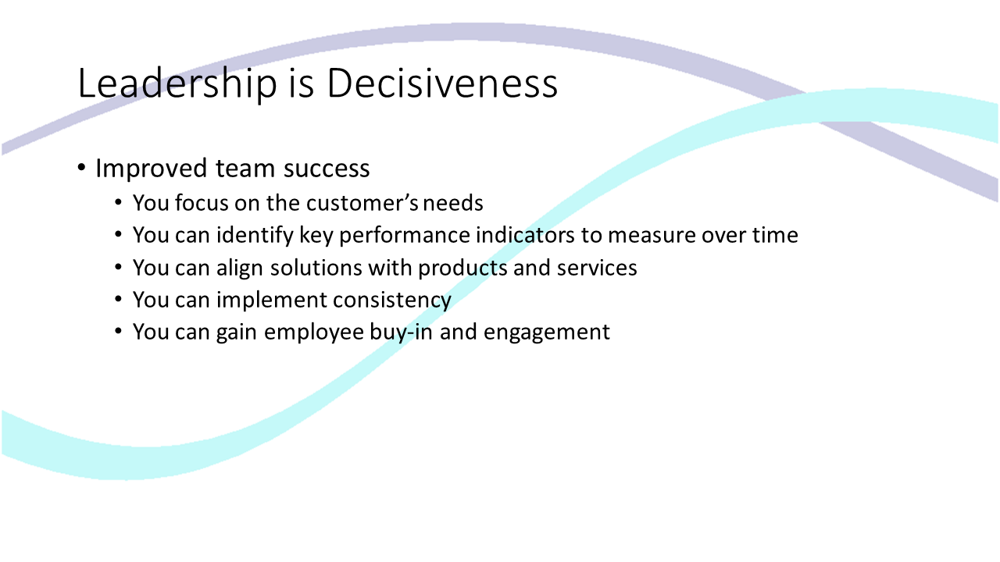 Leadership is Decisiveness
• Improved team success
• You focus on the customer’s needs
• You can identify key performance indicators to measure over time
• You can align solutions with products and services
• You can implement consistency
• You can gain employee buy-in and engagement